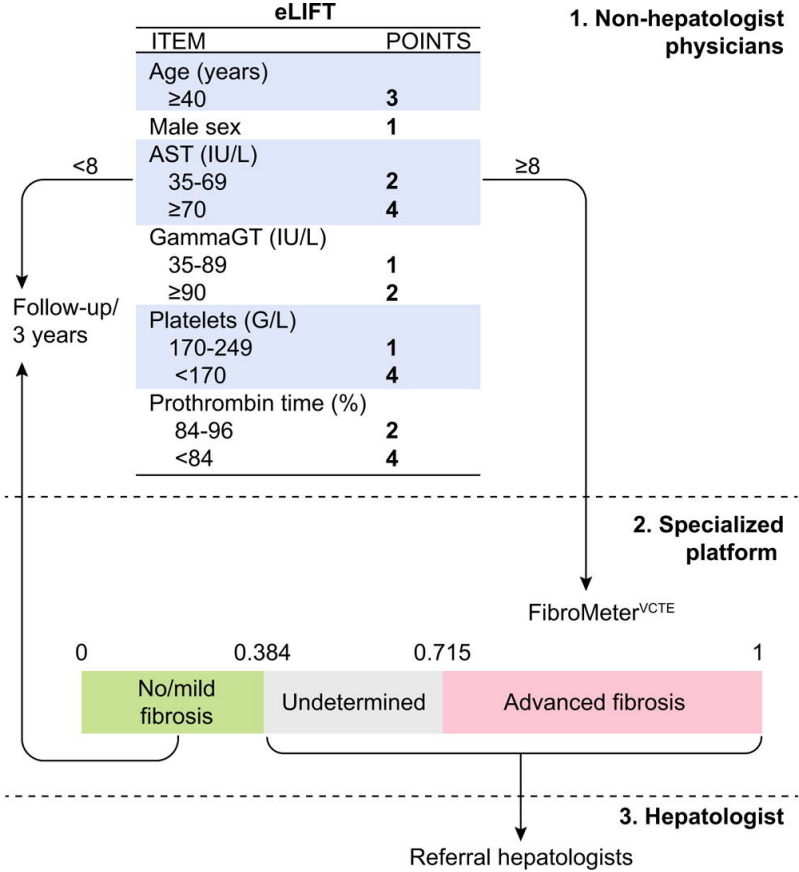 eLIFT
ITEM POINTS
Age (years)
≥40 3
Male sex 1
AST (IU/L)
35-69 2
≥70 4
GammaGT (IU/L)
35-89 1
≥90 2
Platelets (G/L)
170-249 1
<170 4
Prothrombin time (%)
84-96 2
<84 4
1. Non-hepatologist
physicians
<8
≥8
Follow-up/
3 years
2. Specialized
platform
FibroMeterVCTE
0 0.384 0.715 1
No/mild
fibrosis
Undetermined
Advanced fibrosis
3. Hepatologist
Referral hepatologists